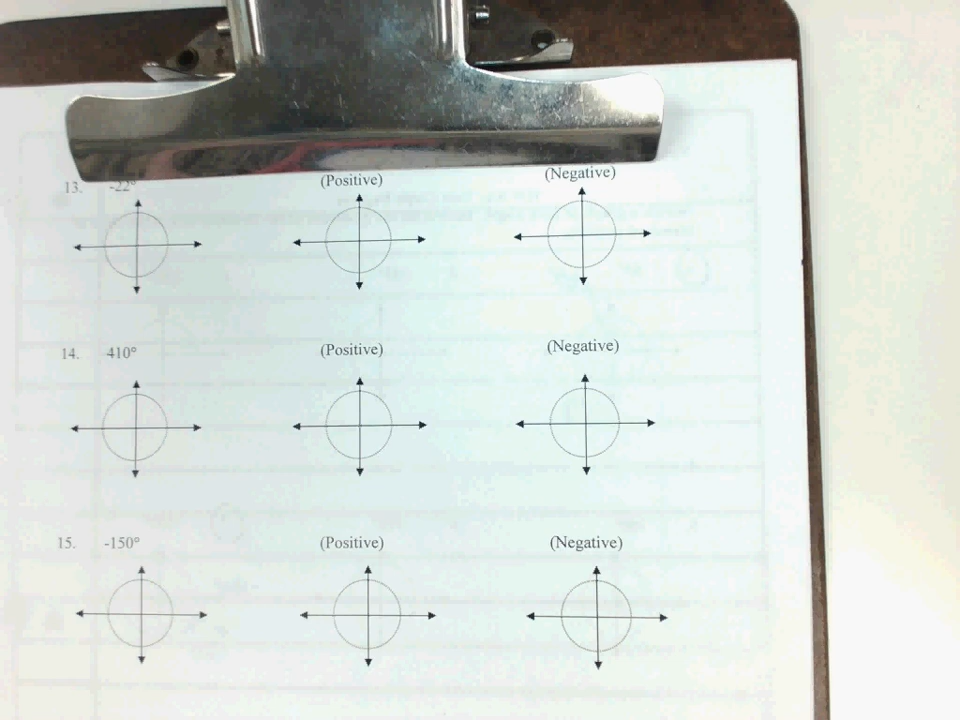 13. -22° (Positive) (Negative)
14. 410° (Positive) (Negative)
15. -150° (Positive) (Negative)